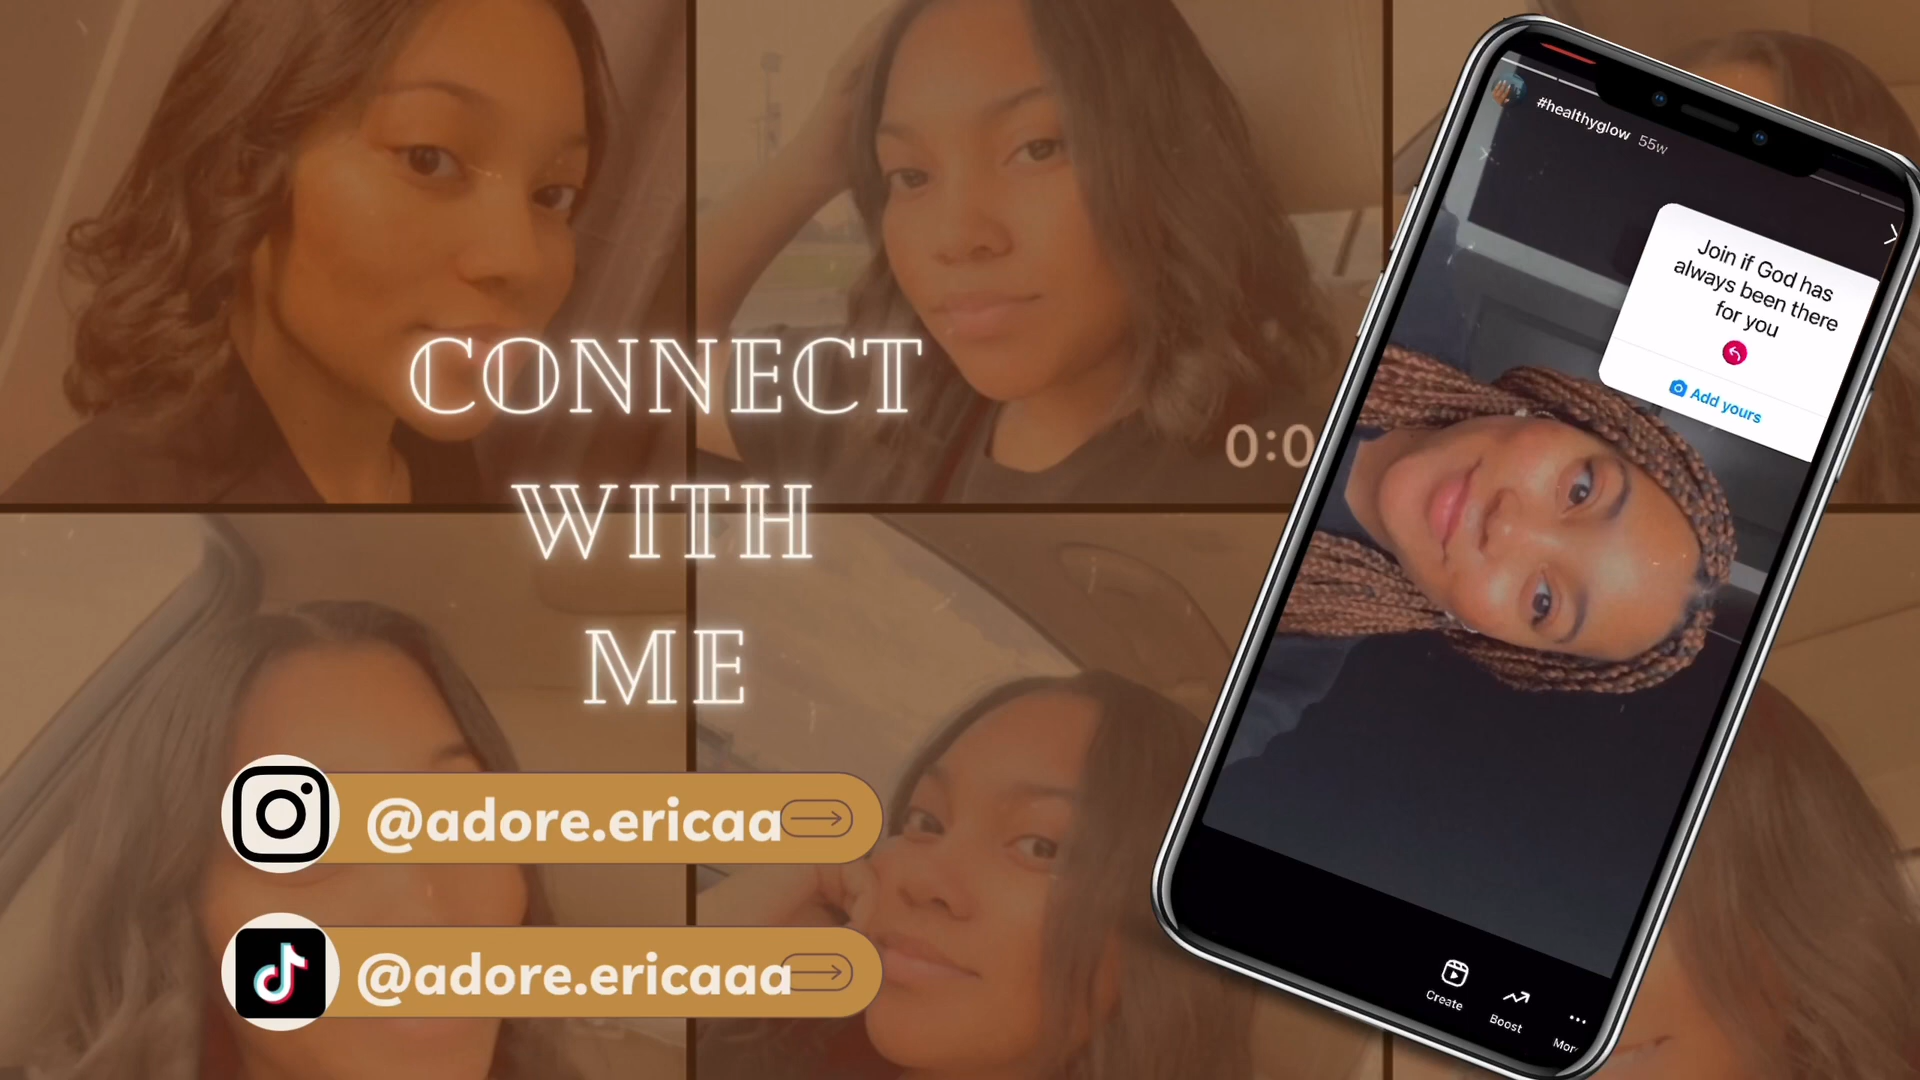 CONNECT
WITH
ME
@adore.ericaa
@adore.ericaaa
0:0
#healthyglow 55w
Join if God has
always been there
for you
Add yours
Create
Boost